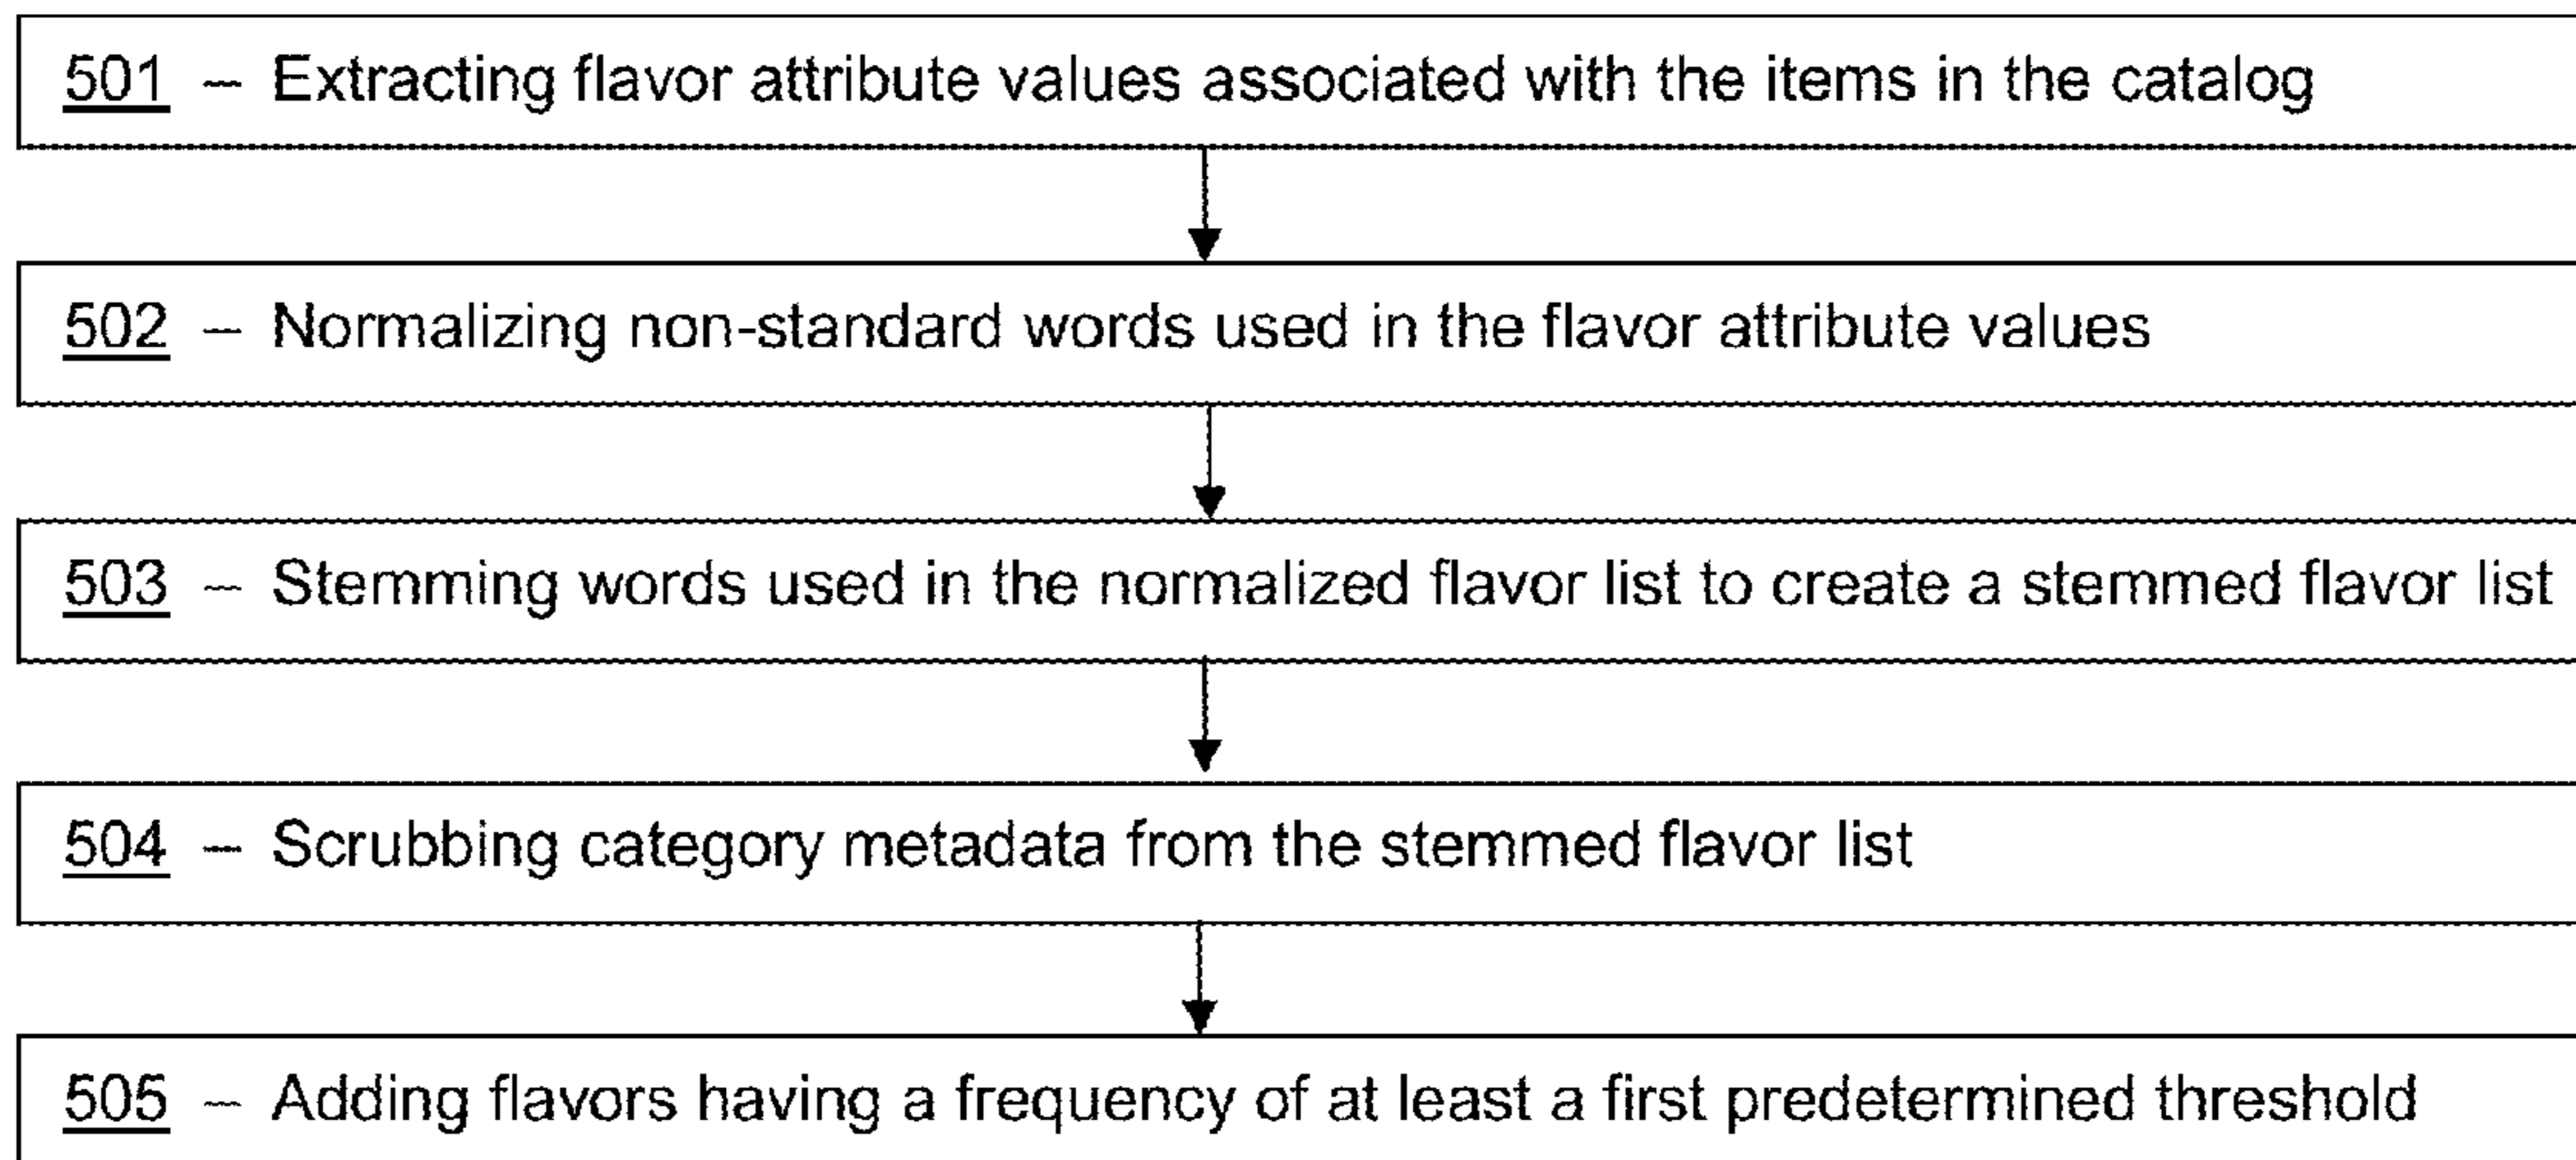 501 – Extracting flavor attribute values associated with the items in the catalog
502 – Normalizing non-standard words used in the flavor attribute values
503 – Stemming words used in the normalized flavor list to create a stemmed flavor list
504 – Scrubbing category metadata from the stemmed flavor list
505 – Adding flavors having a frequency of at least a first predetermined threshold